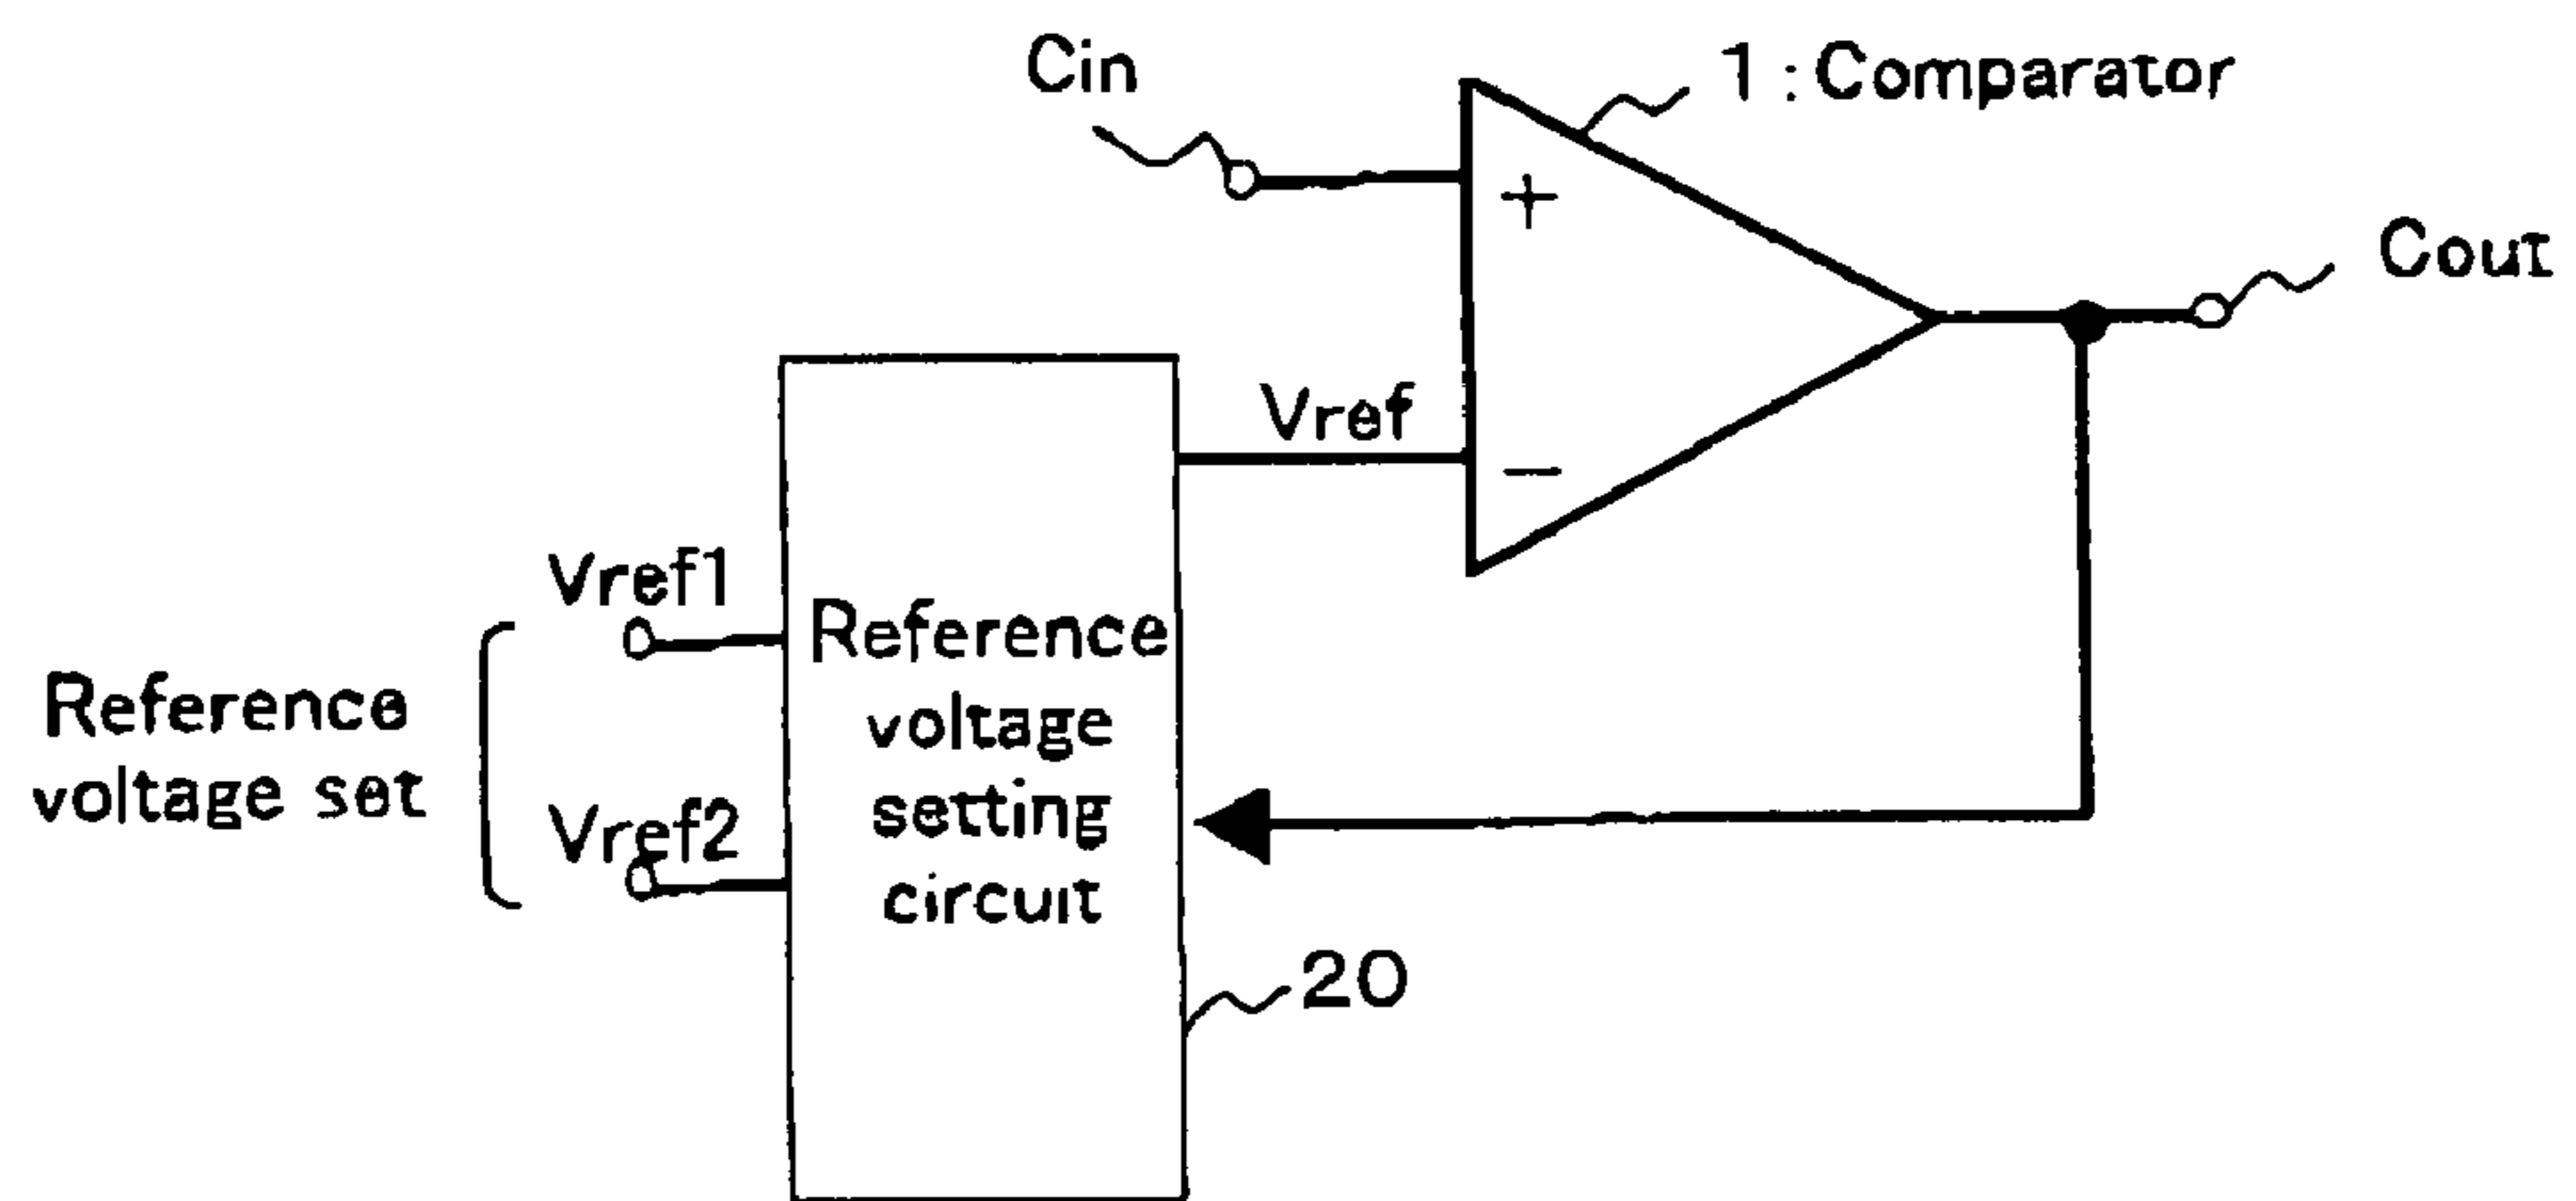 Cin
1 : Comparator
Cout
+
Vref
−
Vref1
Reference
voltage set
Vref2
Reference
voltage
setting
circuit
20